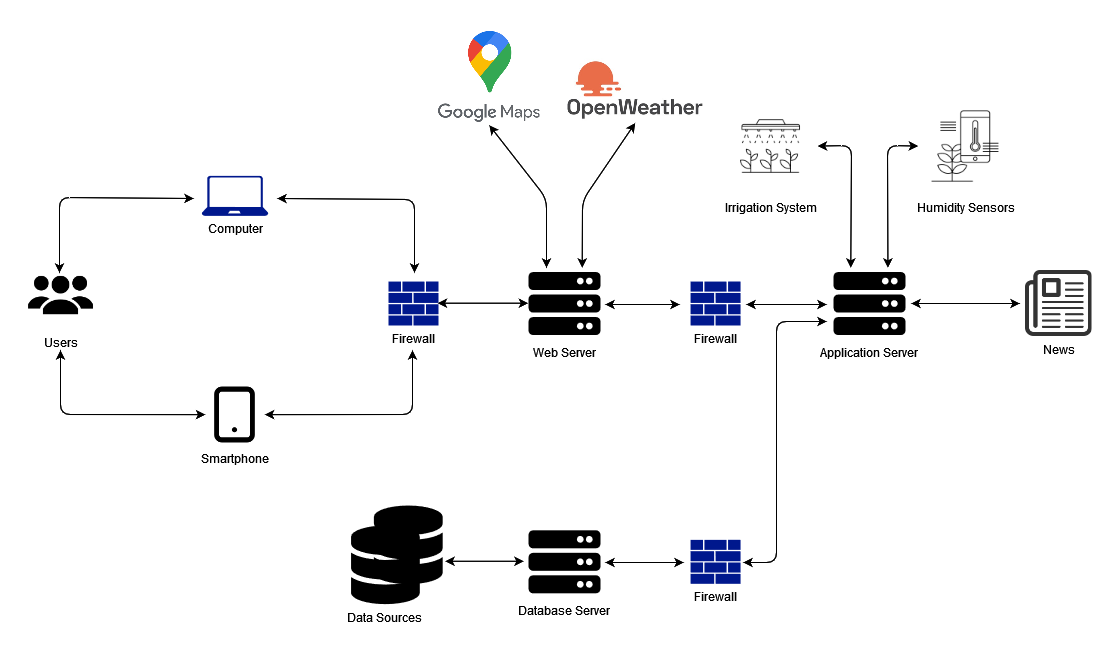 Google Maps
OpenWeather
Irrigation System
Humidity Sensors
Computer
Users
Firewall
Web Server
Firewall
Application Server
News
Smartphone
Data Sources
Database Server
Firewall